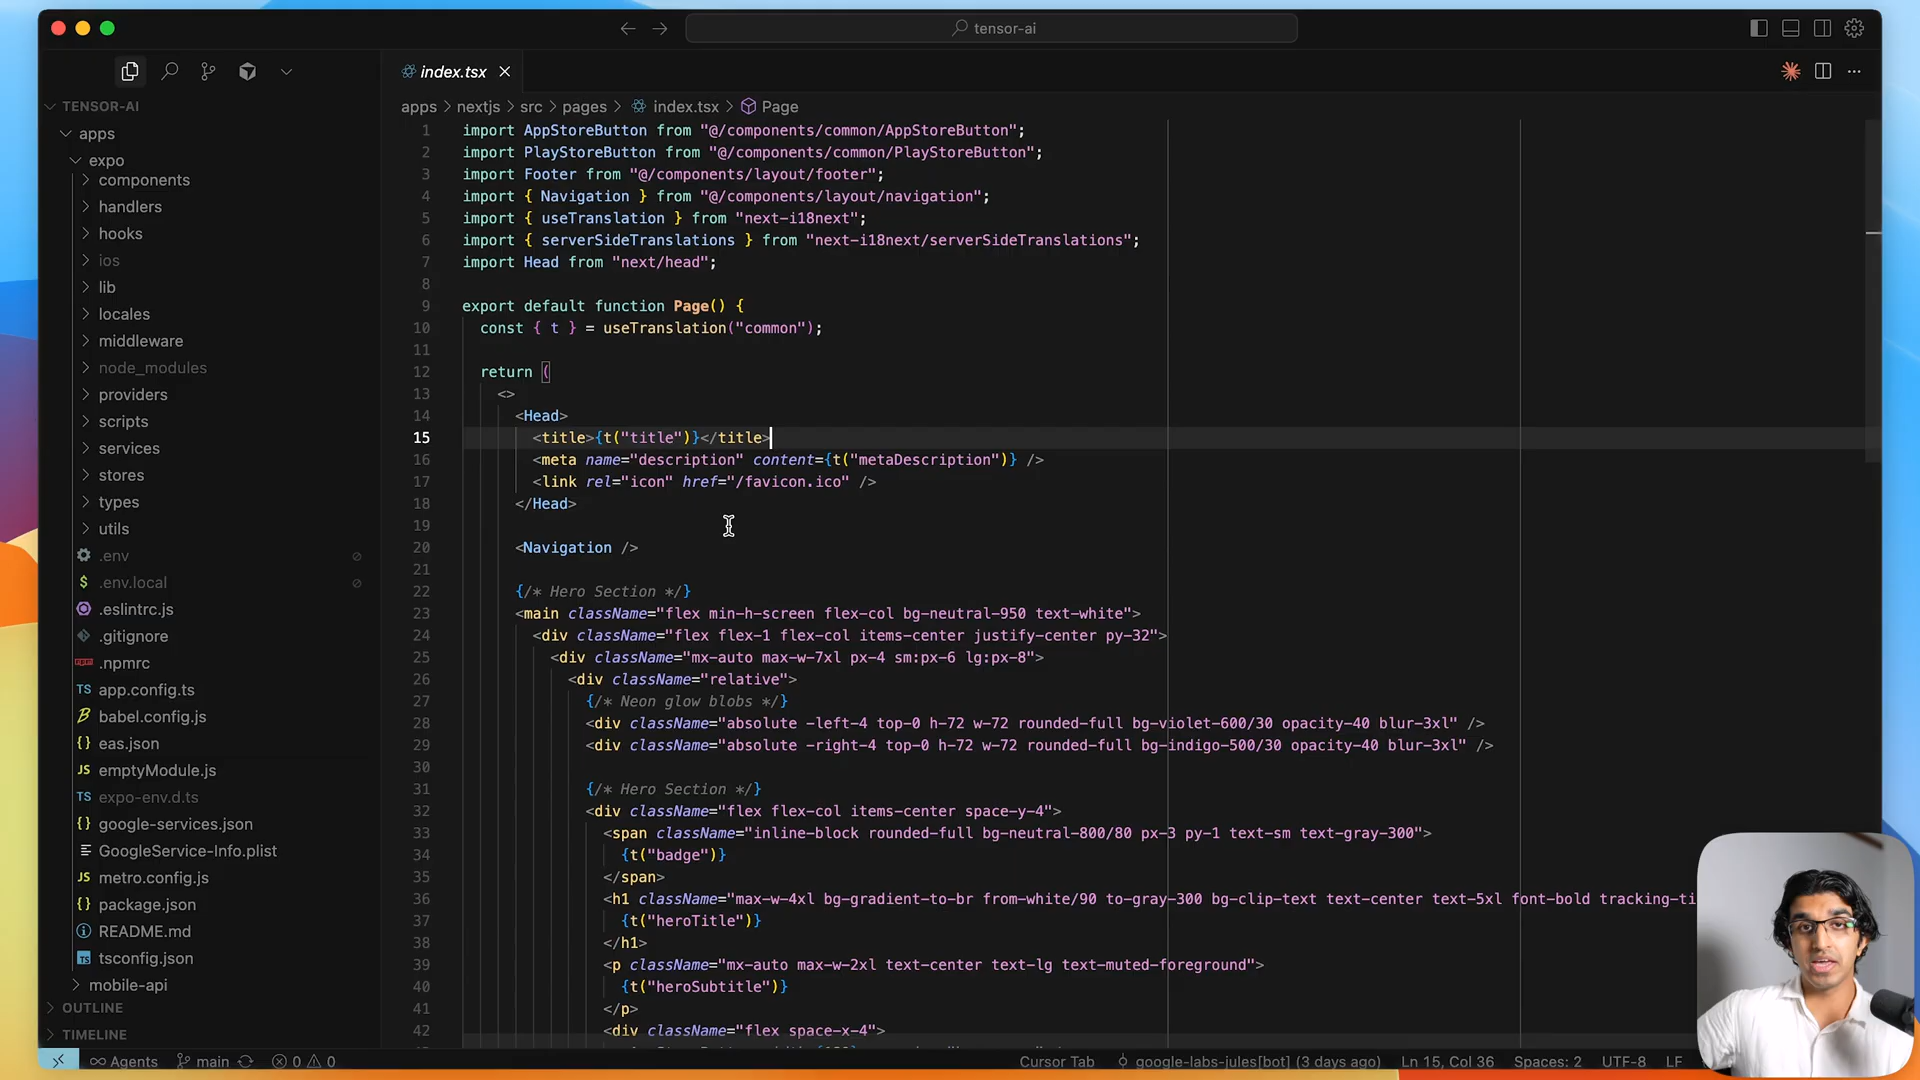 tensor-ai
index.tsx
TENSOR-AI
apps
expo
components
handlers
hooks
ios
lib
locales
middleware
node_modules
providers
scripts
services
stores
types
utils
.env
$ .env.local
.eslintrc.js
.gitignore
.npmrc
TS app.config.ts
babel.config.js
{} eas.json
JS emptyModule.js
TS expo-env.d.ts
{} google-services.json
GoogleService-Info.plist
JS metro.config.js
{} package.json
README.md
TS tsconfig.json
mobile-api
OUTLINE
TIMELINE
apps > nextjs > src > pages > index.tsx > Page
1 import AppStoreButton from "@/components/common/AppStoreButton";
2 import PlayStoreButton from "@/components/common/PlayStoreButton";
3 import Footer from "@/components/layout/footer";
4 import { Navigation } from "@/components/layout/navigation";
5 import { useTranslation } from "next-i18next";
6 import { serverSideTranslations } from "next-i18next/serverSideTranslations";
7 import Head from "next/head";
8
9 export default function Page() {
10 const { t } = useTranslation("common");
11
12 return (
13 <>
14 <Head>
15 <title>{t("title")}</title>
16 <meta name="description" content={t("metaDescription")} />
17 <link rel="icon" href="/favicon.ico" />
18 </Head>
19
20 <Navigation />
21
22 {/* Hero Section */}
23 <main className="flex min-h-screen flex-col bg-neutral-950 text-white">
24 <div className="flex flex-1 flex-col items-center justify-center py-32">
25 <div className="mx-auto max-w-7xl px-4 sm:px-6 lg:px-8">
26 <div className="relative">
27 {/* Neon glow blobs */}
28 <div className="absolute -left-4 top-0 h-72 w-72 rounded-full bg-violet-600/30 opacity-40 blur-3xl" />
29 <div className="absolute -right-4 top-0 h-72 w-72 rounded-full bg-indigo-500/30 opacity-40 blur-3xl" />
30
31 {/* Hero Section */}
32 <div className="flex flex-col items-center space-y-4">
33 <span className="inline-block rounded-full bg-neutral-800/80 px-3 py-1 text-sm text-gray-300">
34 {t("badge")}
35 </span>
36 <h1 className="max-w-4xl bg-gradient-to-br from-white/90 to-gray-300 bg-clip-text text-center text-5xl font-bold tracking-ti
37 {t("heroTitle")}
38 </h1>
39 <p className="mx-auto max-w-2xl text-center text-lg text-muted-foreground">
40 {t("heroSubtitle")}
41 </p>
42 <div className="flex space-x-4">
Agents main 0 0 Cursor Tab google-labs-jules[bot] (3 days ago) Ln 15, Col 36 Spaces: 2 UTF-8 LF